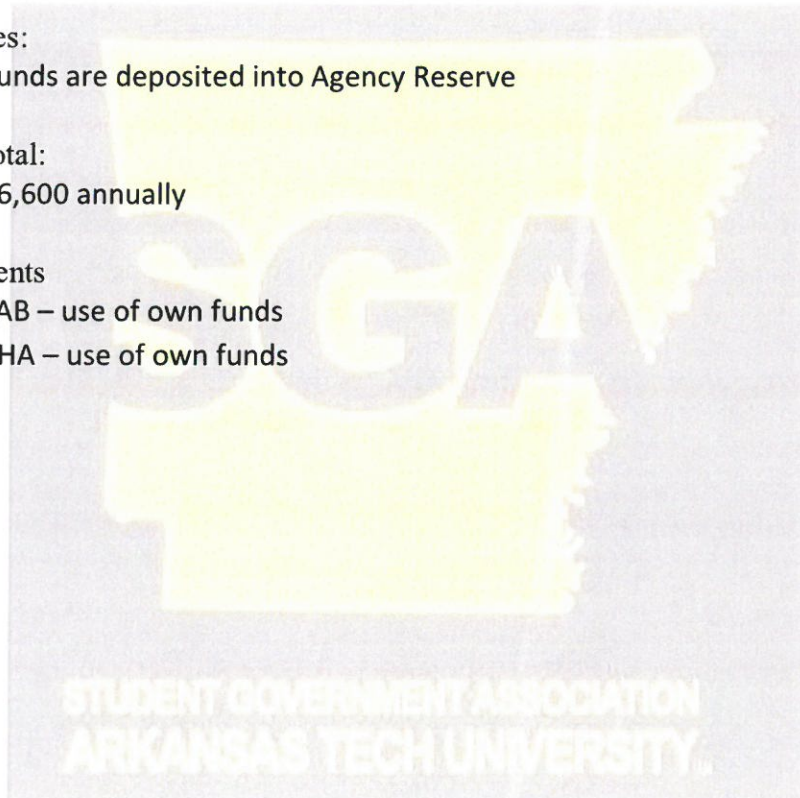 es:
unds are deposited into Agency Reserve
otal:
6,600 annually
ents
AB – use of own funds
HA – use of own funds
SGA
STUDENT GOVERNMENT ASSOCIATION
ARKANSAS TECH UNIVERSITY